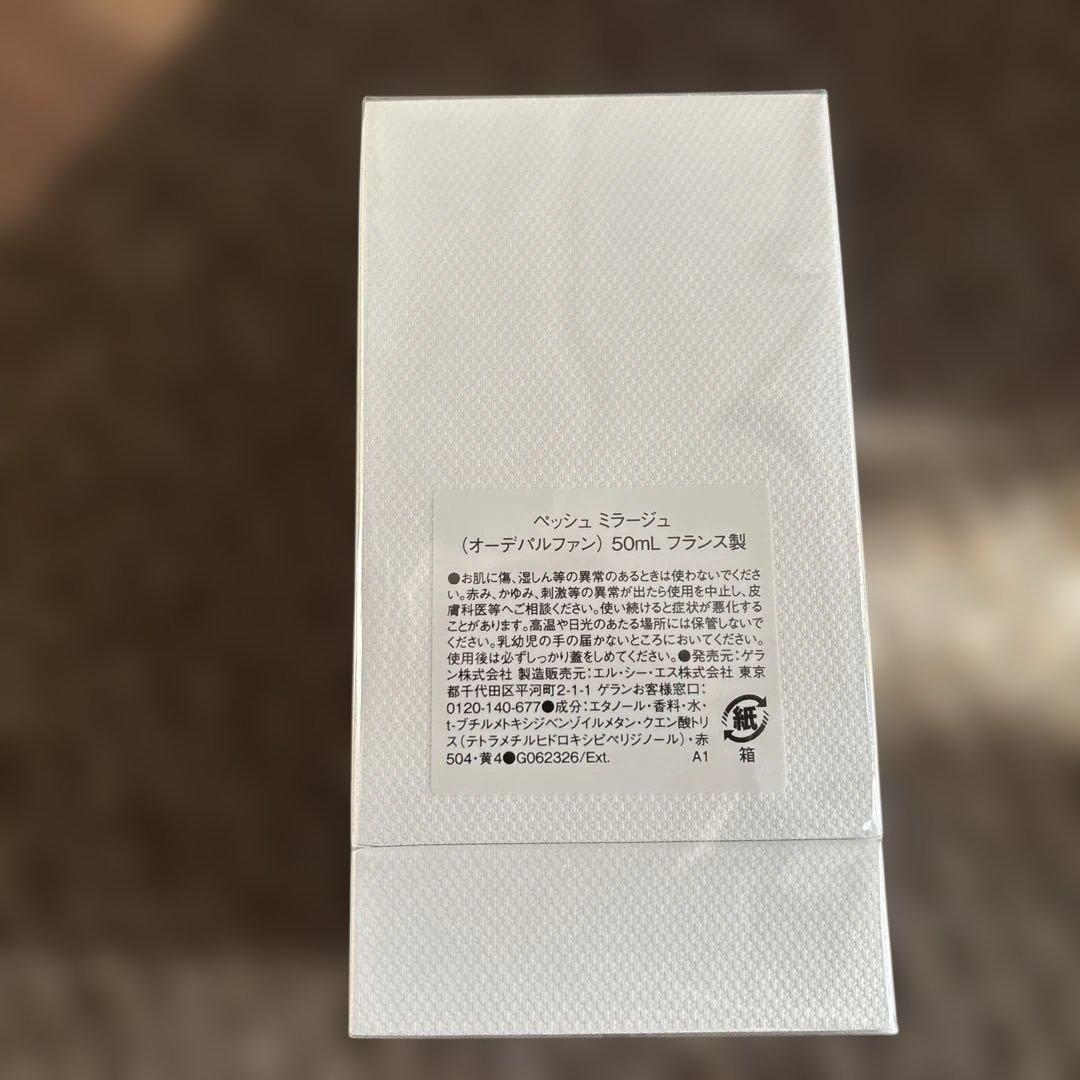 ペッシュ ミラージュ
(オーデパルファン) 50mL フランス製
●お肌に傷、湿しん等の異常のあるときは使わないでくださ
い。赤み、かゆみ、刺激等の異常が出たら使用を中止し、皮
膚科医等へご相談ください。使い続けると症状が悪化する
ことがあります。高温や日光のあたる場所には保管しないで
ください。乳幼児の手の届かないところにおいてください。
使用後は必ずしっかり蓋をしめてください。●発売元:ゲラ
ン株式会社 製造販売元:エル・シー・エス株式会社 東京
都千代田区平河町2-1-1 ゲランお客様窓口:
0120-140-677●成分:エタノール・香料・水・
t-ブチルメトキシジベンゾイルメタン・クエン酸トリ
ス(テトラメチルヒドロキシピペリジノール)・赤
504・黄4●G062326/Ext. A1
紙
箱